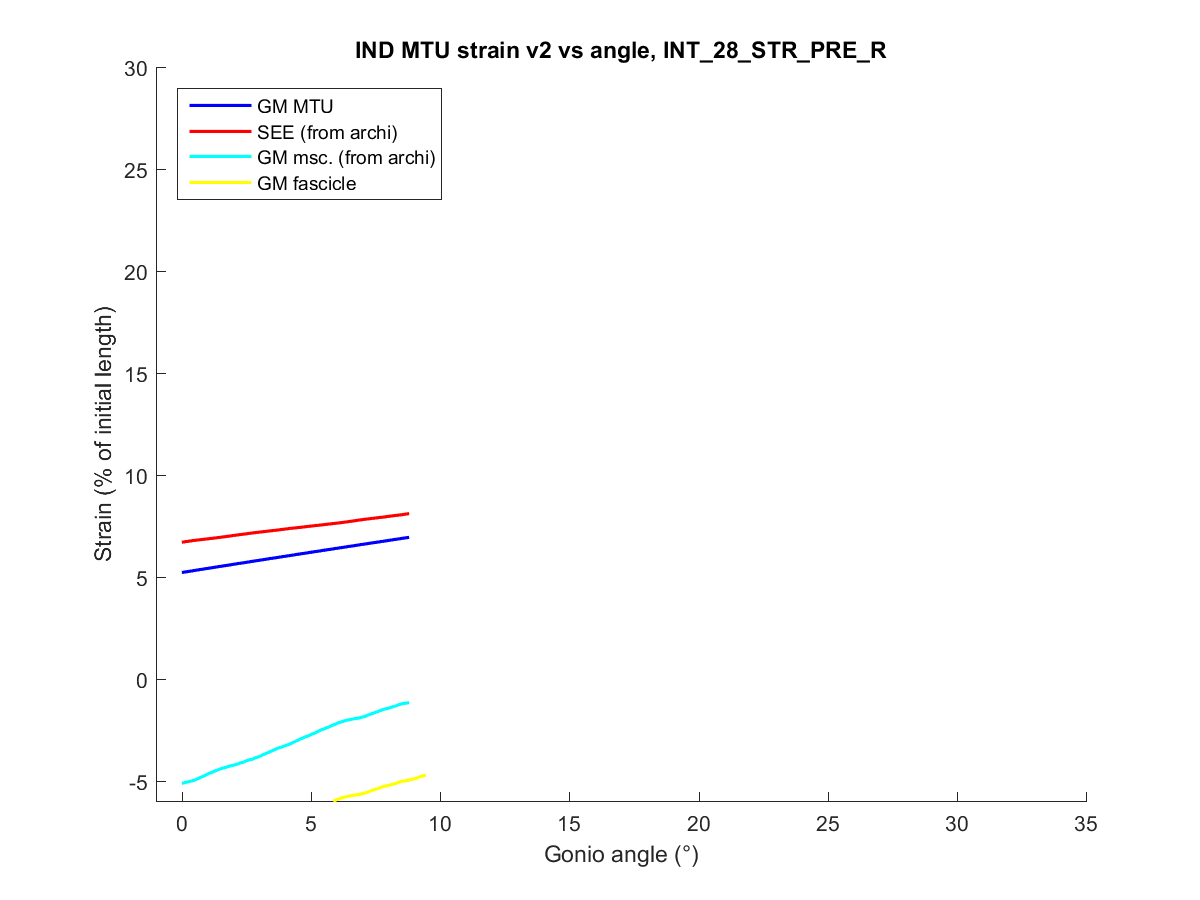 IND MTU strain v2 vs angle, INT_28_STR_PRE_R
GM MTU
SEE (from archi)
GM msc. (from archi)
GM fascicle
Strain (% of initial length)
30
25
20
15
10
5
0
-5
0 5 10 15 20 25 30 35
Gonio angle (°)